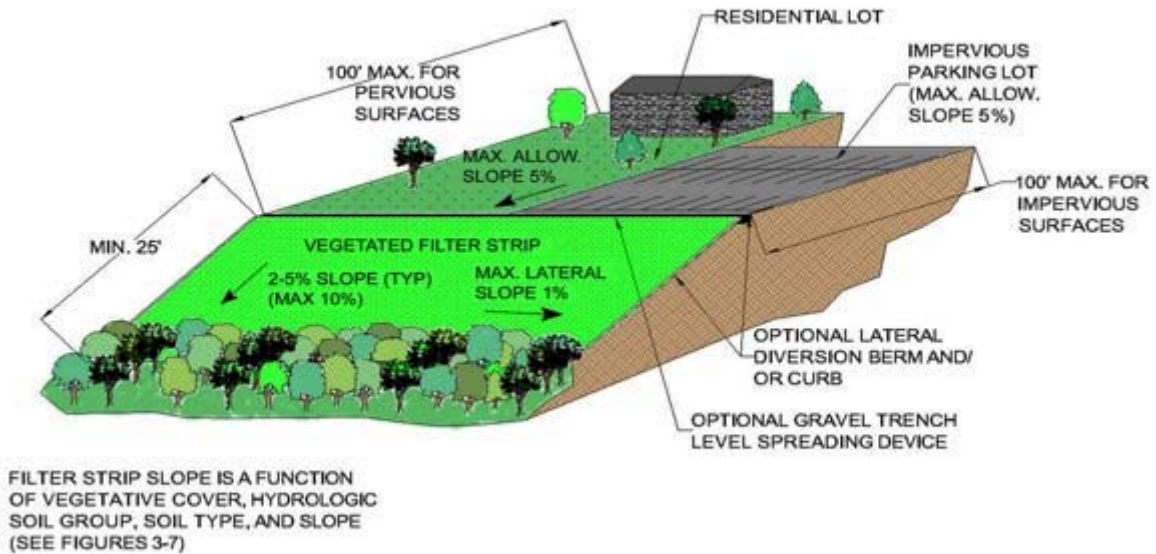 RESIDENTIAL LOT
IMPERVIOUS
PARKING LOT
(MAX. ALLOW.
SLOPE 5%)
100' MAX. FOR
PERVIOUS
SURFACES
MAX. ALLOW.
SLOPE 5%
100' MAX. FOR
IMPERVIOUS
SURFACES
MIN. 25'
VEGETATED FILTER STRIP
2-5% SLOPE (TYP)
(MAX 10%)
MAX. LATERAL
SLOPE 1%
OPTIONAL LATERAL
DIVERSION BERM AND/
OR CURB
OPTIONAL GRAVEL TRENCH
LEVEL SPREADING DEVICE
FILTER STRIP SLOPE IS A FUNCTION
OF VEGETATIVE COVER, HYDROLOGIC
SOIL GROUP, SOIL TYPE, AND SLOPE
(SEE FIGURES 3-7)